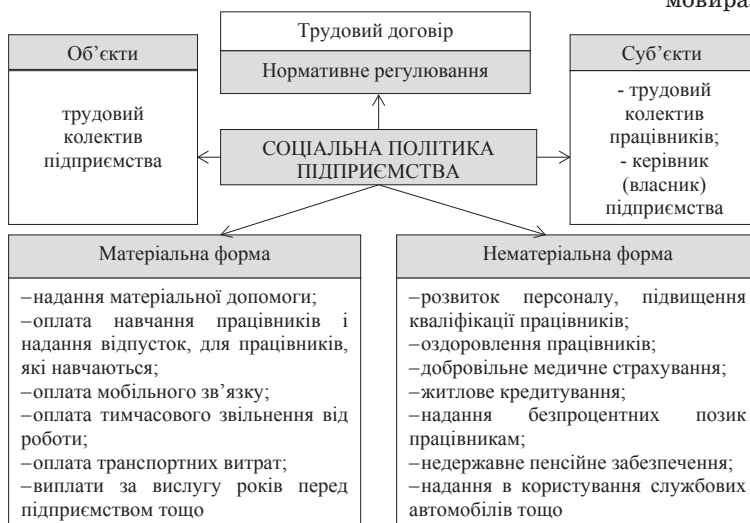 мовира
Трудовий договір
Нормативне регулювання
Об’єкти
трудовий
колектив
підприємства
Суб’єкти
- трудовий
колектив
працівників;
- керівник
(власник)
підприємства
СОЦІАЛЬНА ПОЛІТИКА
ПІДПРИЄМСТВА
Матеріальна форма
–надання матеріальної допомоги;
–оплата навчання працівників і
надання відпусток, для працівників,
які навчаються;
–оплата мобільного зв’язку;
–оплата тимчасового звільнення від
роботи;
–оплата транспортних витрат;
–виплати за вислугу років перед
підприємством тощо
Нематеріальна форма
–розвиток персоналу, підвищення
кваліфікації працівників;
–оздоровлення працівників;
–добровільне медичне страхування;
–житлове кредитування;
–надання безпроцентних позик
працівникам;
–недержавне пенсійне забезпечення;
–надання в користування службових
автомобілів тощо